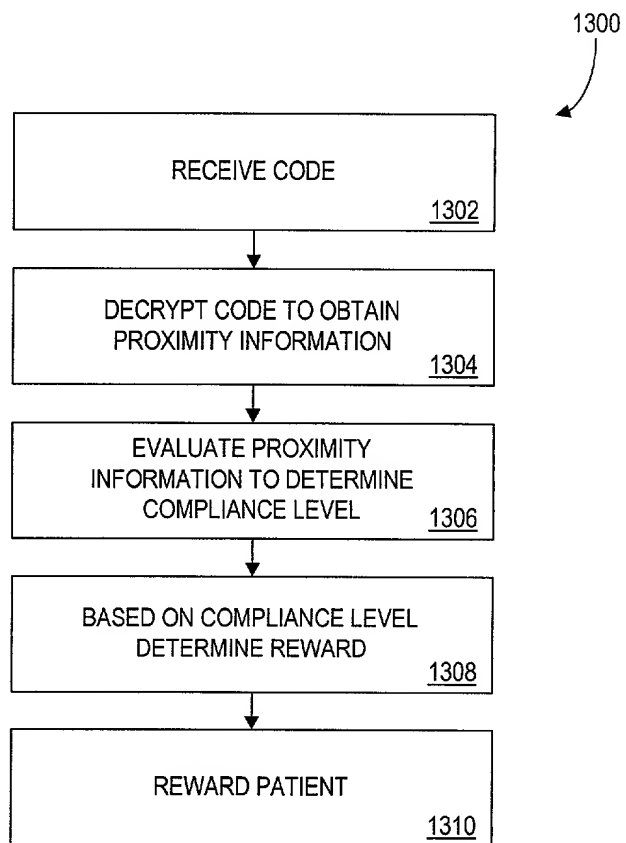 1300
RECEIVE CODE
1302
DECRYPT CODE TO OBTAIN
PROXIMITY INFORMATION
1304
EVALUATE PROXIMITY
INFORMATION TO DETERMINE
COMPLIANCE LEVEL
1306
BASED ON COMPLIANCE LEVEL
DETERMINE REWARD
1308
REWARD PATIENT
1310